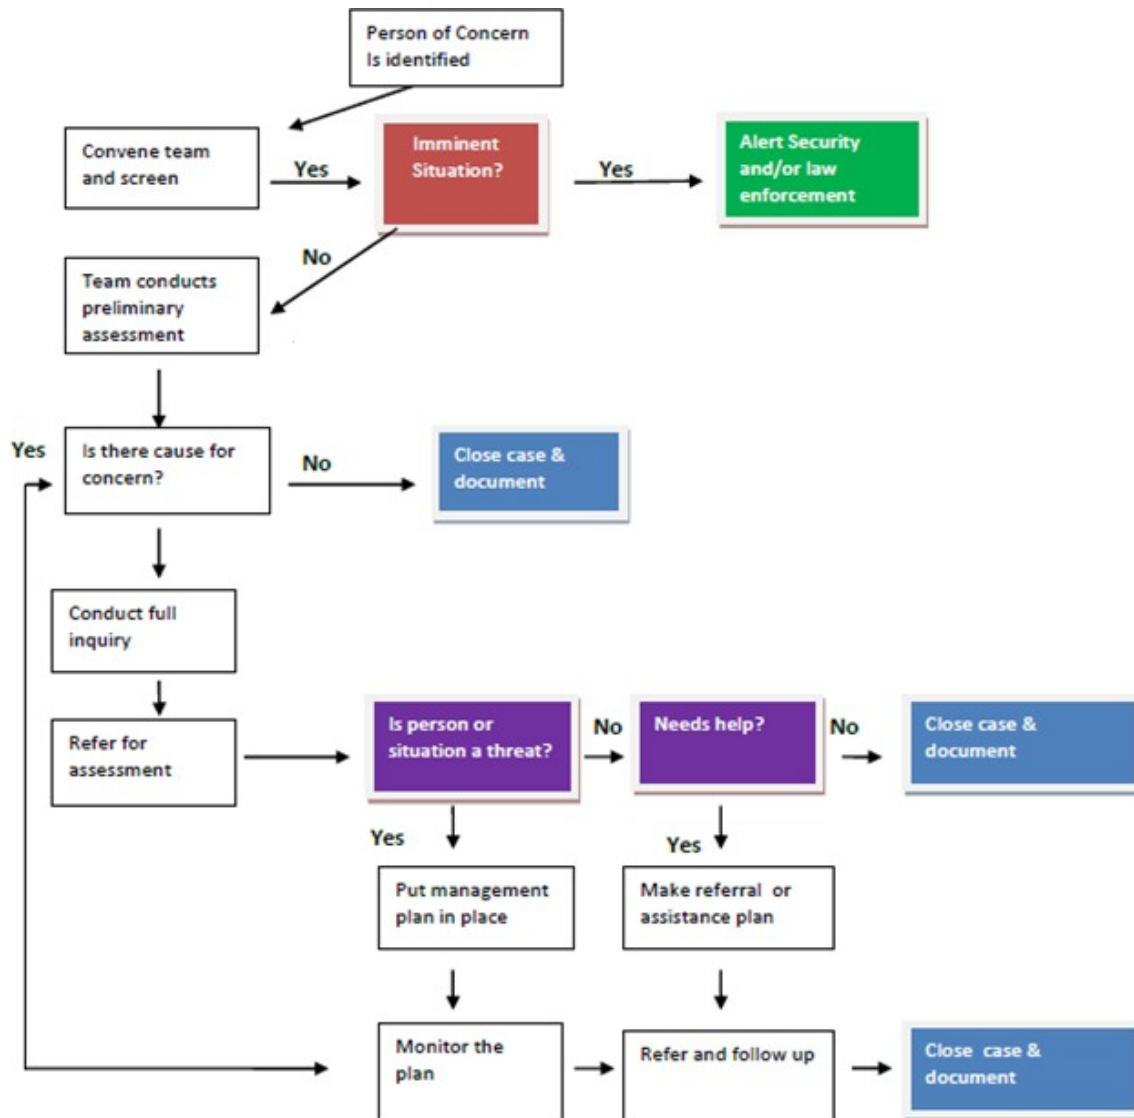 Person of Concern
Is identified
Convene team
and screen
Yes
Imminent
Situation?
Yes
Alert Security
and/or law
enforcement
No
Team conducts
preliminary
assessment
Yes
Is there cause for
concern?
No
Close case &
document
Conduct full
inquiry
Refer for
assessment
Is person or
situation a threat?
No
Needs help?
No
Close case &
document
Yes
Yes
Put management
plan in place
Make referral or
assistance plan
Monitor the
plan
Refer and follow up
Close case &
document